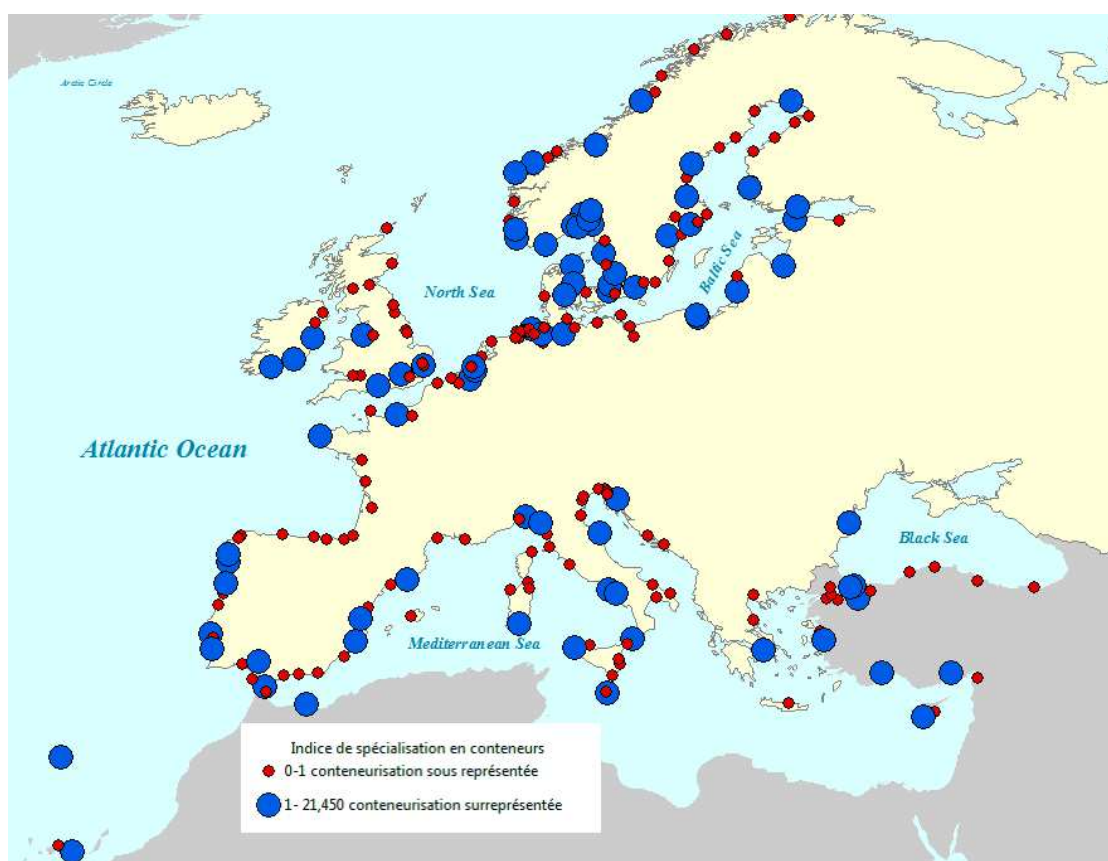 Arctic Circle
North Sea
Baltic Sea
Atlantic Ocean
Black Sea
Mediterranean Sea
Indice de spécialisation en conteneurs
0-1 conteneurisation sous représentée
1- 21,450 conteneurisation surreprésentée